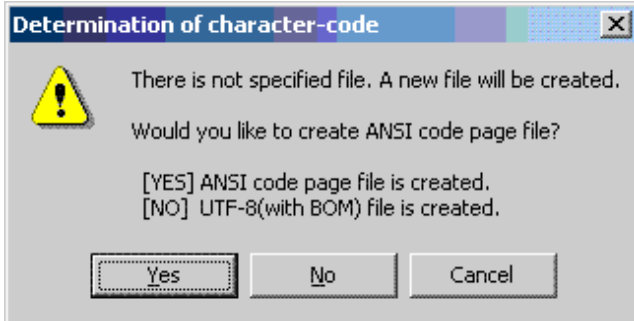 Determination of character-code
There is not specified file. A new file will be created.
Would you like to create ANSI code page file?
[YES] ANSI code page file is created.
[NO] UTF-8(with BOM) file is created.
Yes No Cancel